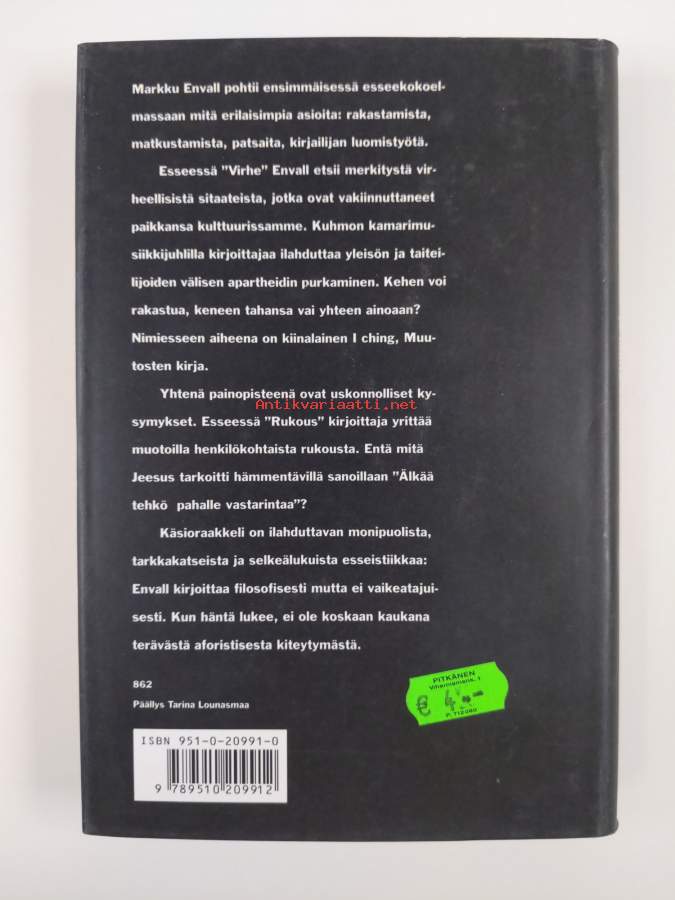 Markku Envall pohtii ensimmäisessä esseekokoel-
massaan mitä erilaisimpia asioita: rakastamista,
matkustamista, patsaita, kirjailijan luomistyötä.
Esseessä ”Virhe” Envall etsii merkitystä vir-
heellisistä sitaateista, jotka ovat vakiinnuttaneet
paikkansa kulttuurissamme. Kuhmon kamarimu-
siikkijuhlilla kirjoittajaa ilahduttaa yleisön ja taitei-
lijoiden välisen apartheidin purkaminen. Kehen voi
rakastua, keneen tahansa vai yhteen ainoaan?
Nimiesseen aiheena on kiinalainen I ching, Muu-
tosten kirja.
Yhtenä painopisteenä ovat uskonnolliset ky-
Antikvariaatti.net
symykset. Esseessä ”Rukous” kirjoittaja yrittää
muotoilla henkilökohtaista rukousta. Entä mitä
Jeesus tarkoitti hämmentävillä sanoillaan ”Älkää
tehkö pahalle vastarintaa”?
Käsioraakkeli on ilahduttavan monipuolista,
tarkkakatseista ja selkeälukuista esseistiikkaa:
Envall kirjoittaa filosofisesti mutta ei vaikeatajui-
sesti. Kun häntä lukee, ei ole koskaan kaukana
terävästä aforistisesta kiteytymästä.
862
Päällys Tarina Lounasmaa
PITKÄNEN
€
ISBN 951-0-20991-0
9 789510 209912